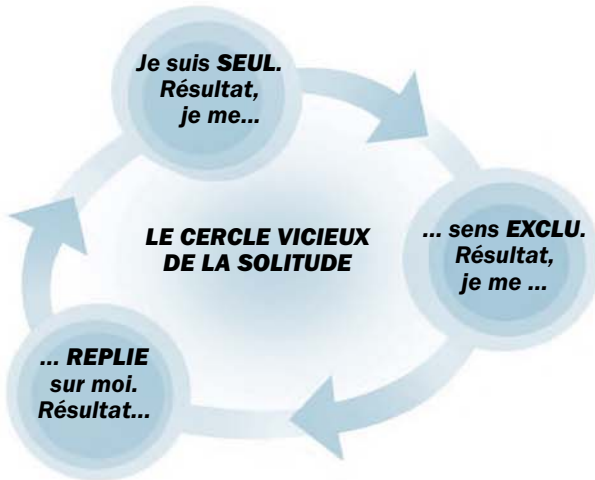 Je suis SEUL.
Résultat,
je me...
LE CERCLE VICIEUX
DE LA SOLITUDE
... sens EXCLU.
Résultat,
je me ...
... REPLIE
sur moi.
Résultat...